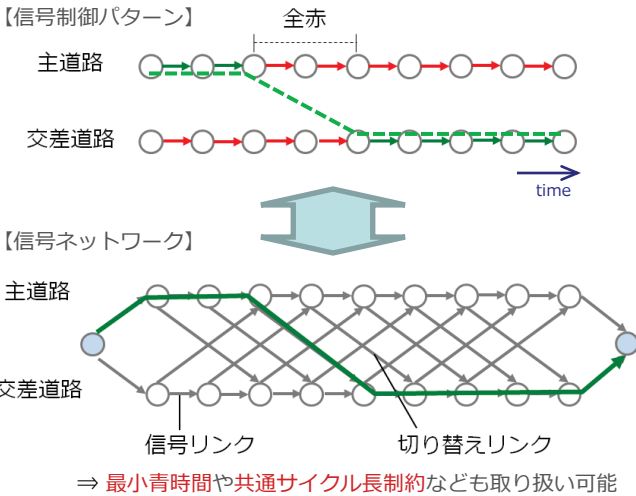 【信号制御パターン】
全赤
主道路
交差道路
time
【信号ネットワーク】
主道路
交差道路
信号リンク
切り替えリンク
⇒ 最小青時間や共通サイクル長制約なども取り扱い可能